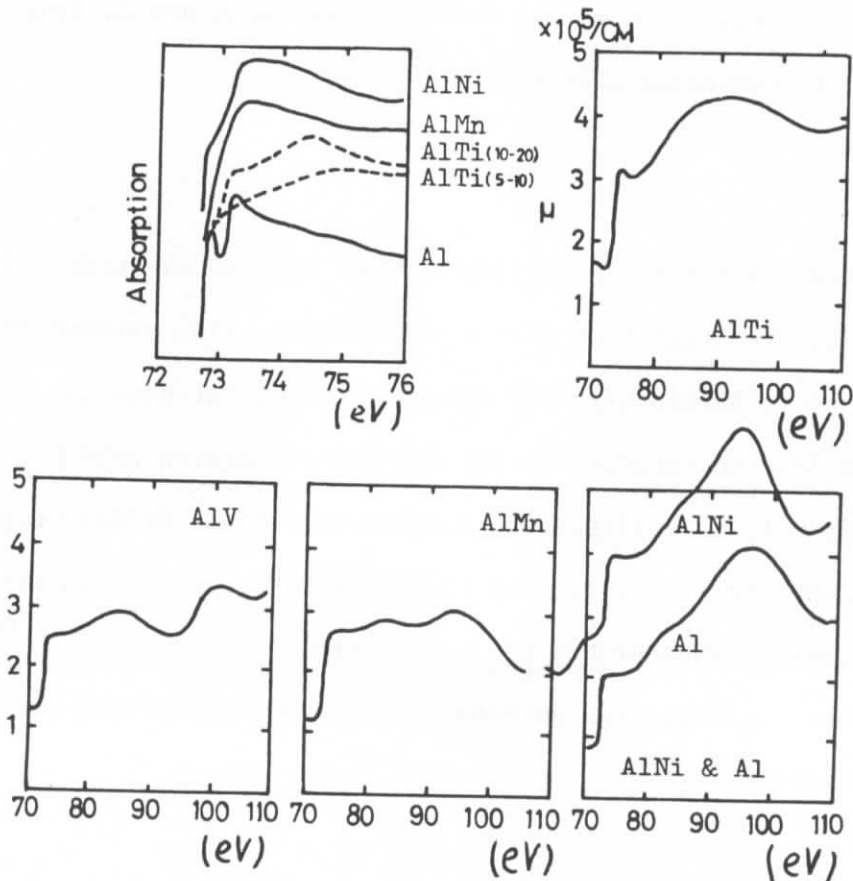 ×10⁵/CM
5
4
3
2
1
μ
AlTi
70 80 90 100 110
(eV)
Absorption
AlNi
AlMn
AlTi(10-20)
AlTi(5-10)
Al
72 73 74 75 76
(eV)
5
4
3
2
1
AlV
70 80 90 100 110
(eV)
AlMn
70 80 90 100 110
(eV)
AlNi
Al
AlNi & Al
70 80 90 100 110
(eV)